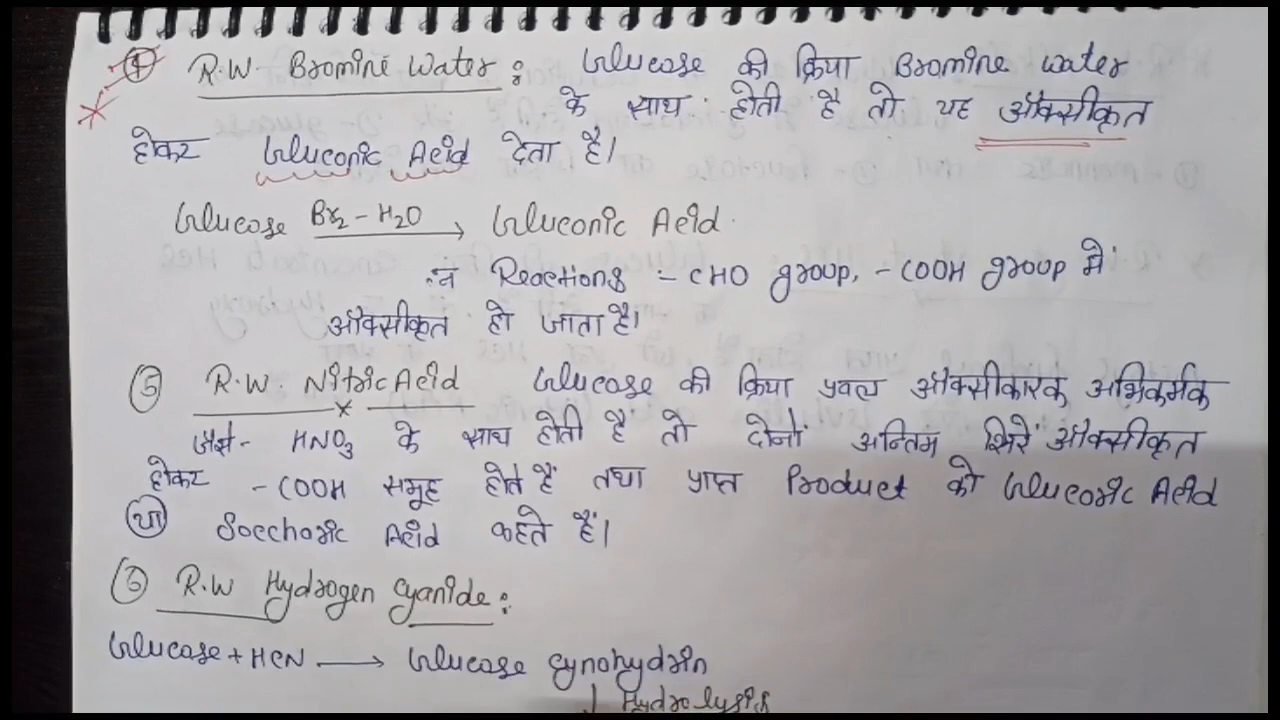 ④ R.W Bromine Water : Glucose की क्रिया Bromine water
के साथ होती है तो यह ऑक्सीकृत
होकर Gluconic Acid देता है।
Glucose Br2-H2O → Gluconic Acid
Reactions -CHO group, -COOH group में
ऑक्सीकृत हो जाता है।
⑤ R.W. Nitric Acid Glucose की क्रिया प्रबल ऑक्सीकारक अभिकर्मक
जैसे- HNO3 के साथ होती है तो दोनों अन्तिम सिरें ऑक्सीकृत
होकर -COOH समूह होते हैं तथा प्राप्त Product को Glucaric Acid
या Saccharic Acid कहते हैं।
⑥ R.W Hydrogen Cyanide :
Glucose + HCN → Glucose Cynohydrin
↓ Hydrolysis